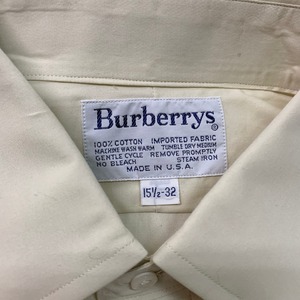 Burberrys®
100% COTTON IMPORTED FABRIC
MACHINE WASH WARM TUMBLE DRY MEDIUM
GENTLE CYCLE REMOVE PROMPTLY
NO BLEACH STEAM IRON
MADE IN U.S.A.
15½-32